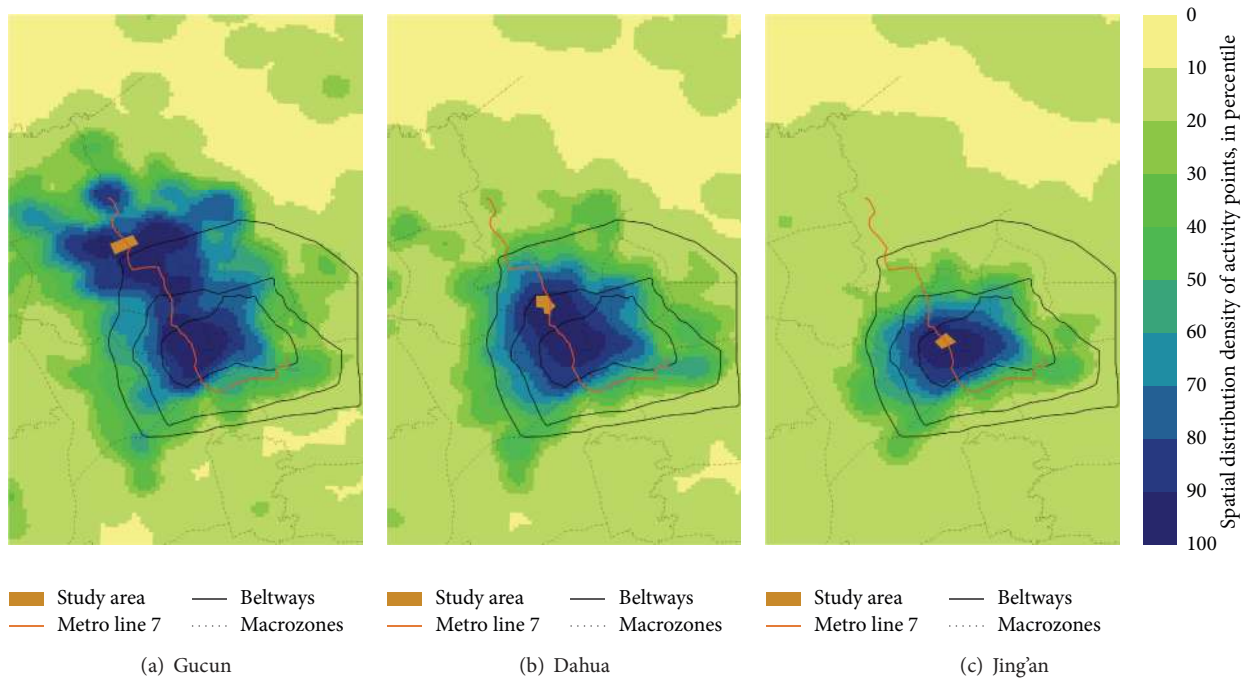 0
10
20
30
40
50
60
70
80
90
100
Spatial distribution density of activity points, in percentile
Study area
Beltways
Metro line 7
Macrozones
Study area
Beltways
Metro line 7
Macrozones
Study area
Beltways
Metro line 7
Macrozones
(a) Gucun
(b) Dahua
(c) Jing’an